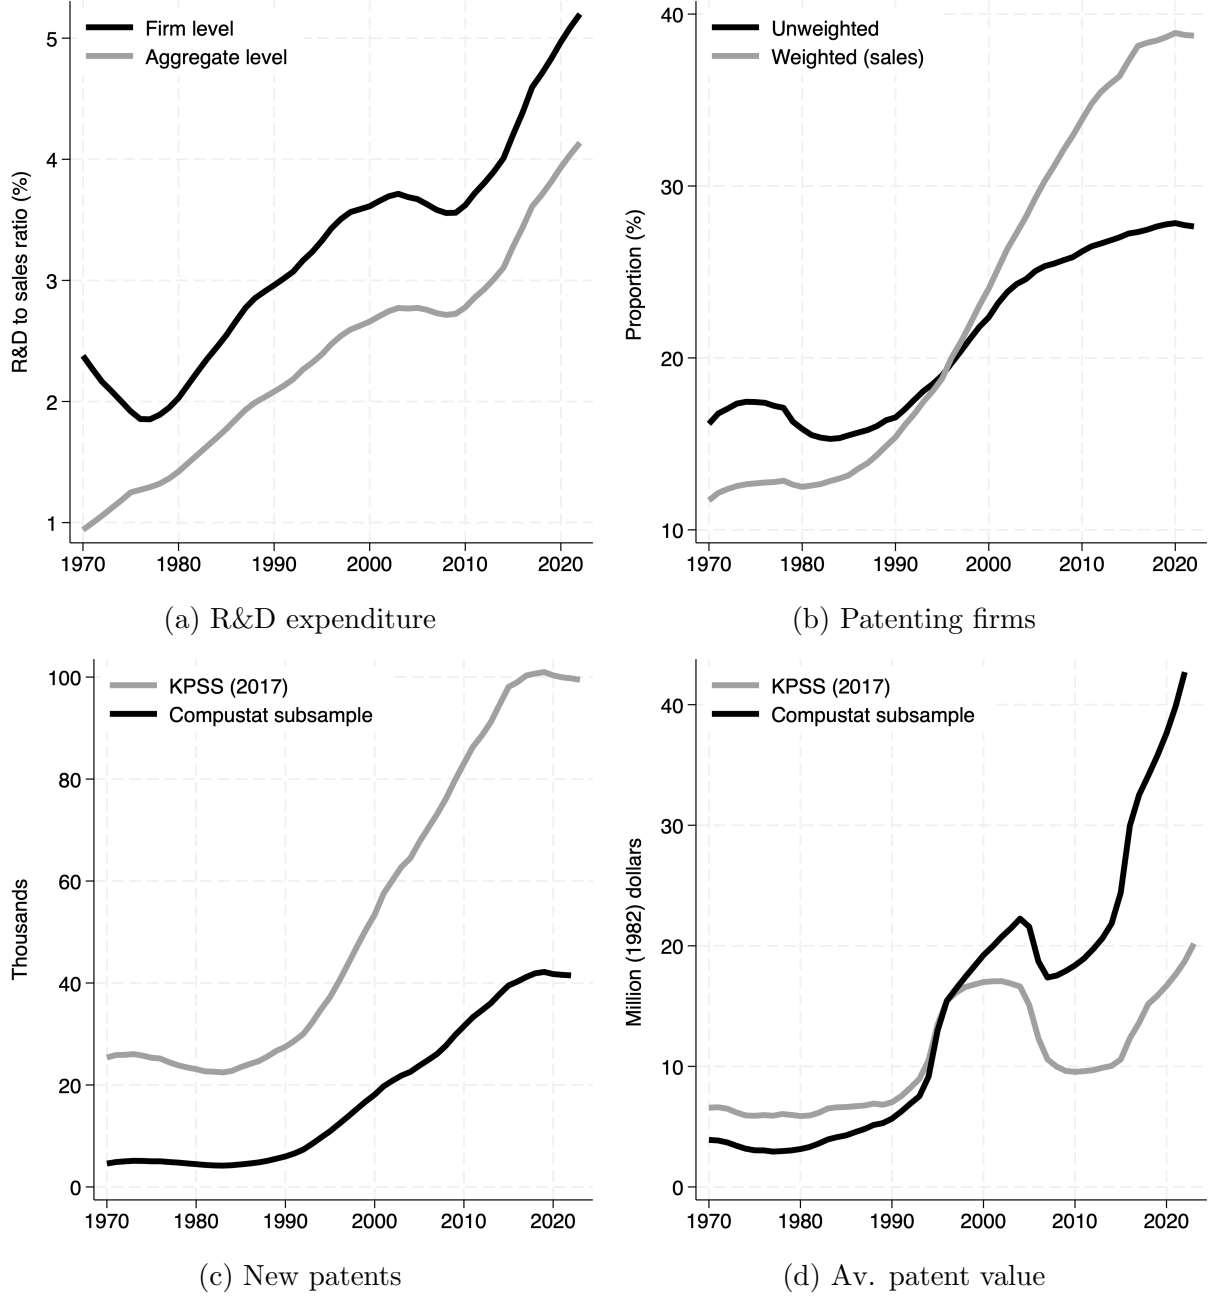 Firm level
Aggregate level
R&D to sales ratio (%)
5
4
3
2
1
1970 1980 1990 2000 2010 2020
(a) R&D expenditure
Unweighted
Weighted (sales)
Proportion (%)
40
30
20
10
1970 1980 1990 2000 2010 2020
(b) Patenting firms
KPSS (2017)
Compustat subsample
Thousands
100
80
60
40
20
0
1970 1980 1990 2000 2010 2020
(c) New patents
KPSS (2017)
Compustat subsample
Million (1982) dollars
40
30
20
10
0
1970 1980 1990 2000 2010 2020
(d) Av. patent value